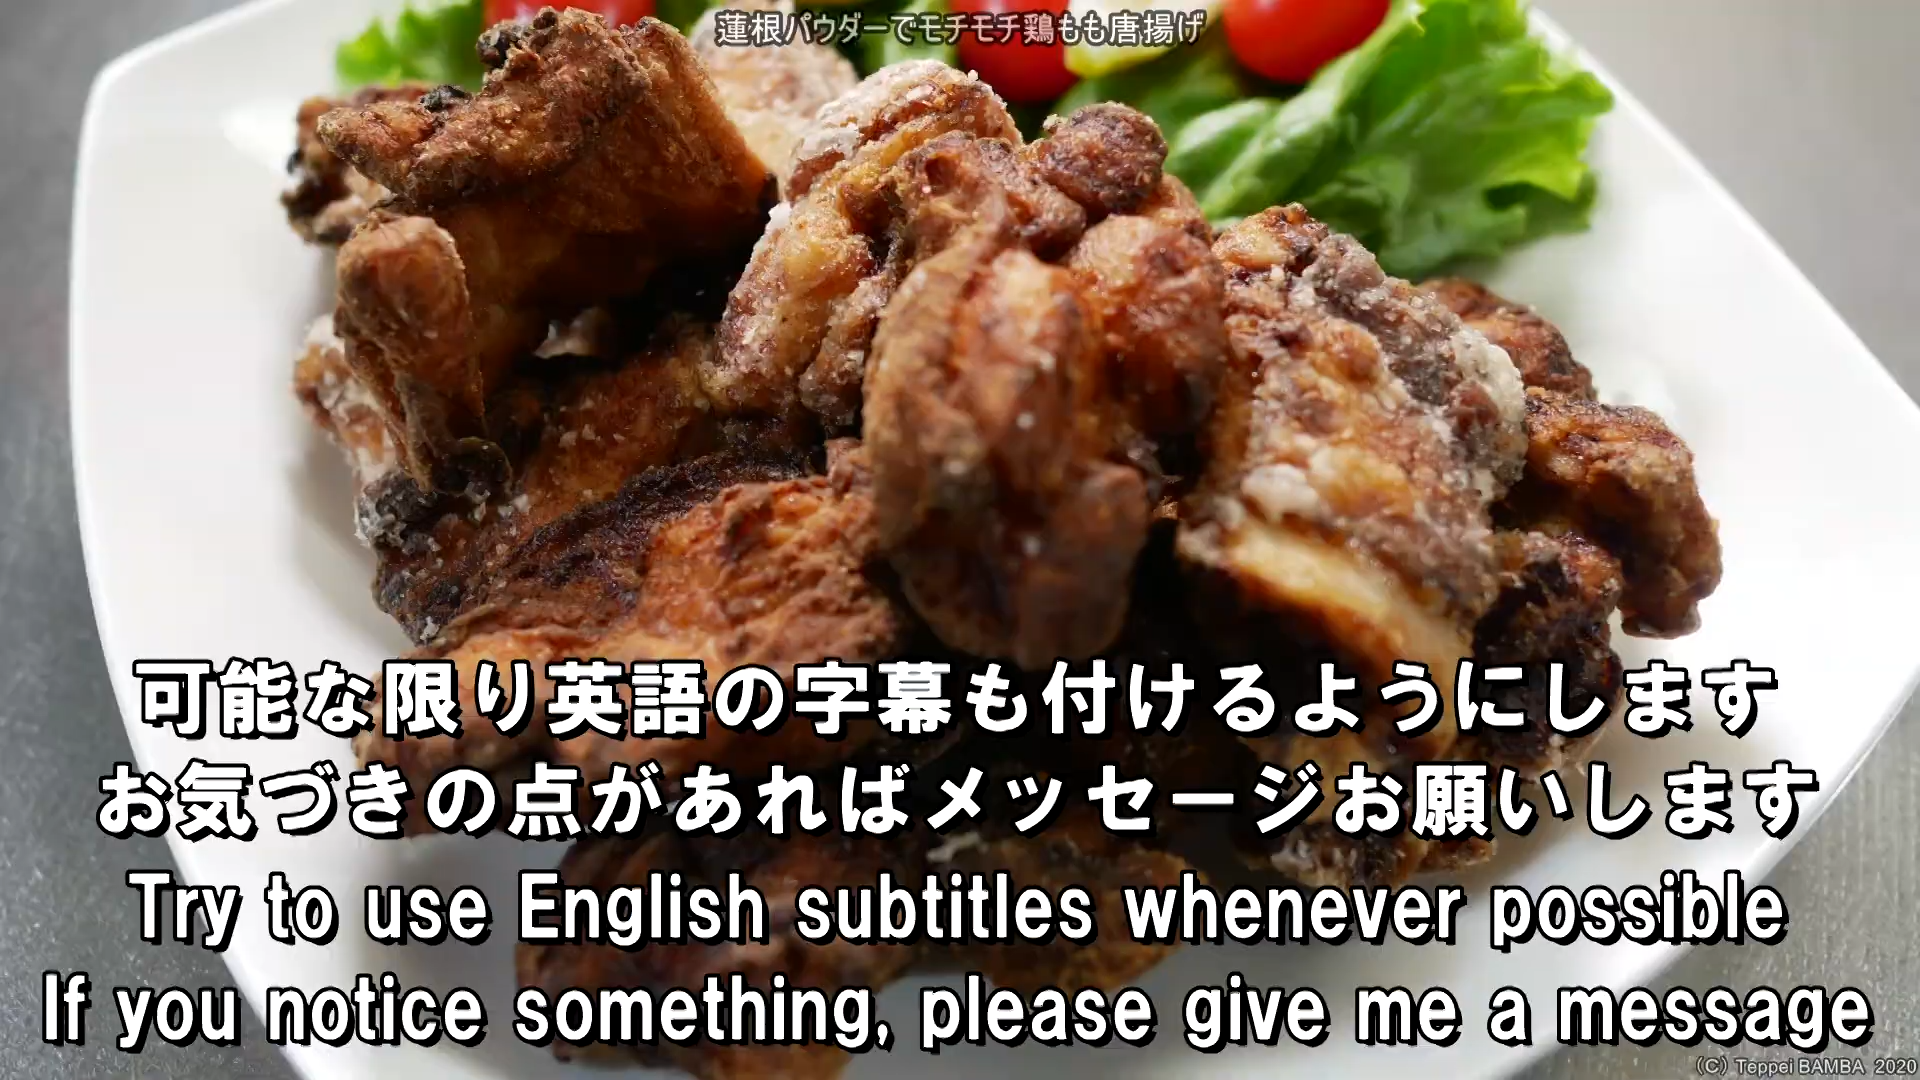 蓮根パウダーでモチモチ鶏もも唐揚げ
可能な限り英語の字幕も付けるようにします
お気づきの点があればメッセージお願いします
Try to use English subtitles whenever possible
If you notice something, please give me a message
(C) Teppei BAMBA 2020